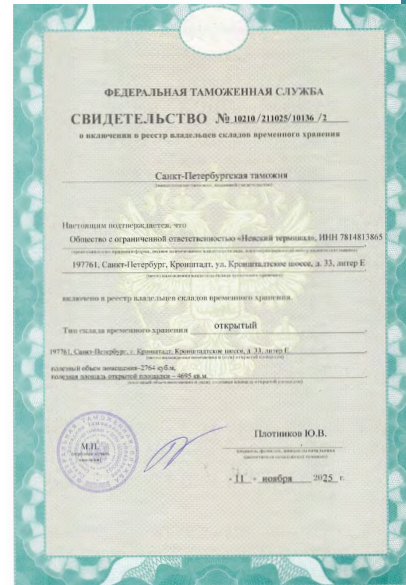 ФЕДЕРАЛЬНАЯ ТАМОЖЕННАЯ СЛУЖБА
СВИДЕТЕЛЬСТВО № 10210 /211025/ 10136 /2
о включении в реестр владельцев складов временного хранения
Санкт-Петербургская таможня
Настоящим подтверждается, что
Общество с ограниченной ответственностью «Невский терминал», ИНН 7814813865
197761, Санкт-Петербург, Кронштадт, ул. Кронштадтское шоссе, д. 33, литер Е
включено в реестр владельцев складов временного хранения.
Тип склада временного хранения открытый
197761, Санкт-Петербург, г. Кронштадт, Кронштадтское шоссе, д. 33, литер Е
полезный объем помещения–2764 куб.м,
полезная площадь открытой площадки – 4695 кв.м
М.П.
Плотников Ю.В.
" 11 " ноября 2025 г.